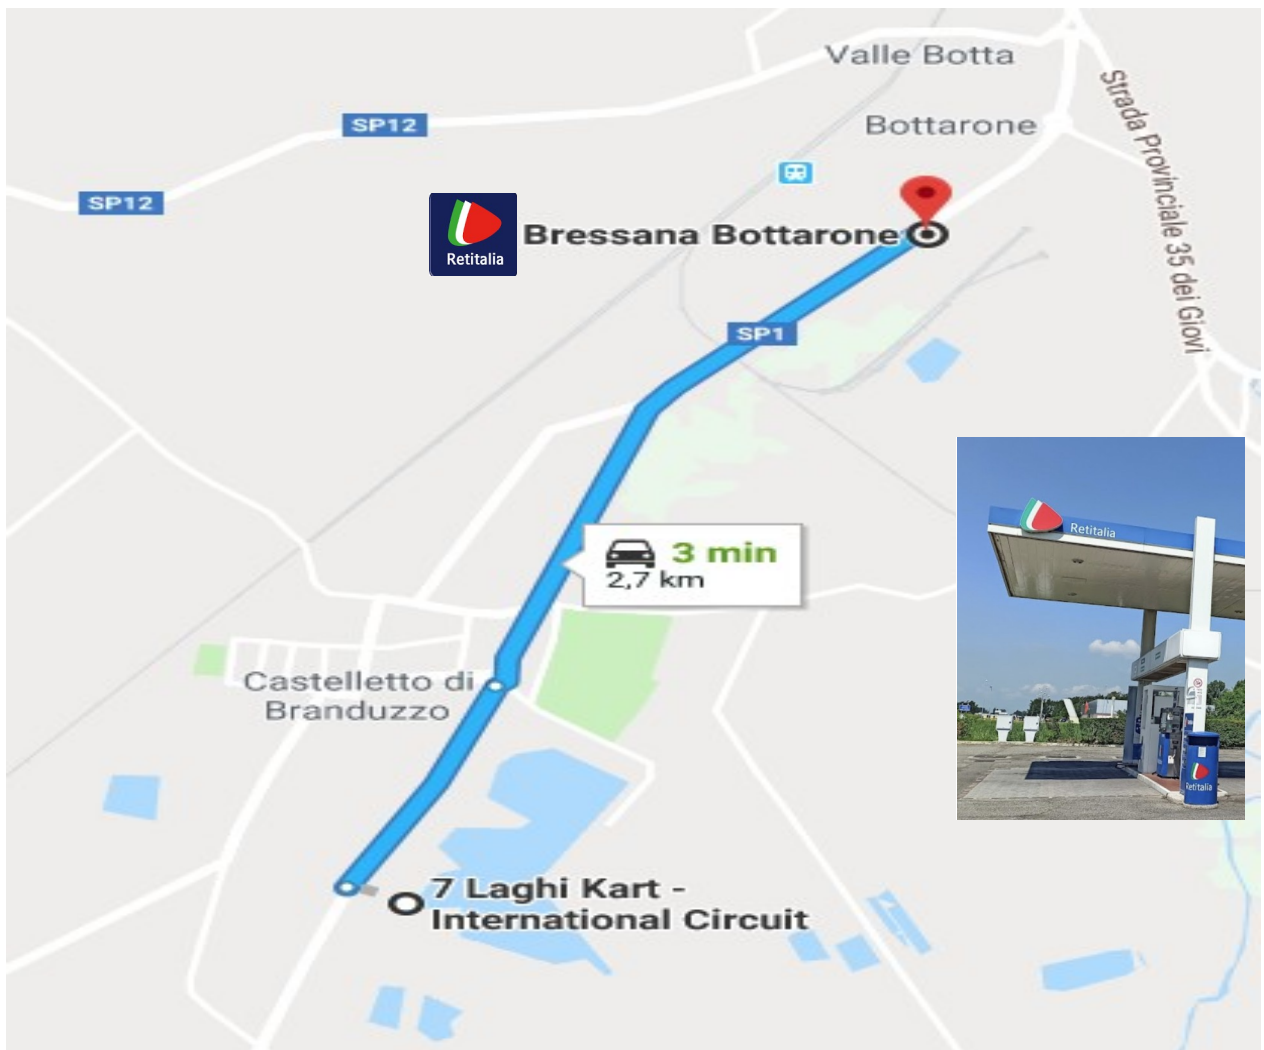 Valle Botta
Bottarone
Strada Provinciale 35 dei Giovi
SP12
SP12
Retitalia
Bressana Bottarone
SP1
Retitalia
3 min
2,7 km
Castelletto di
Branduzzo
Retitalia
7 Laghi Kart -
International Circuit